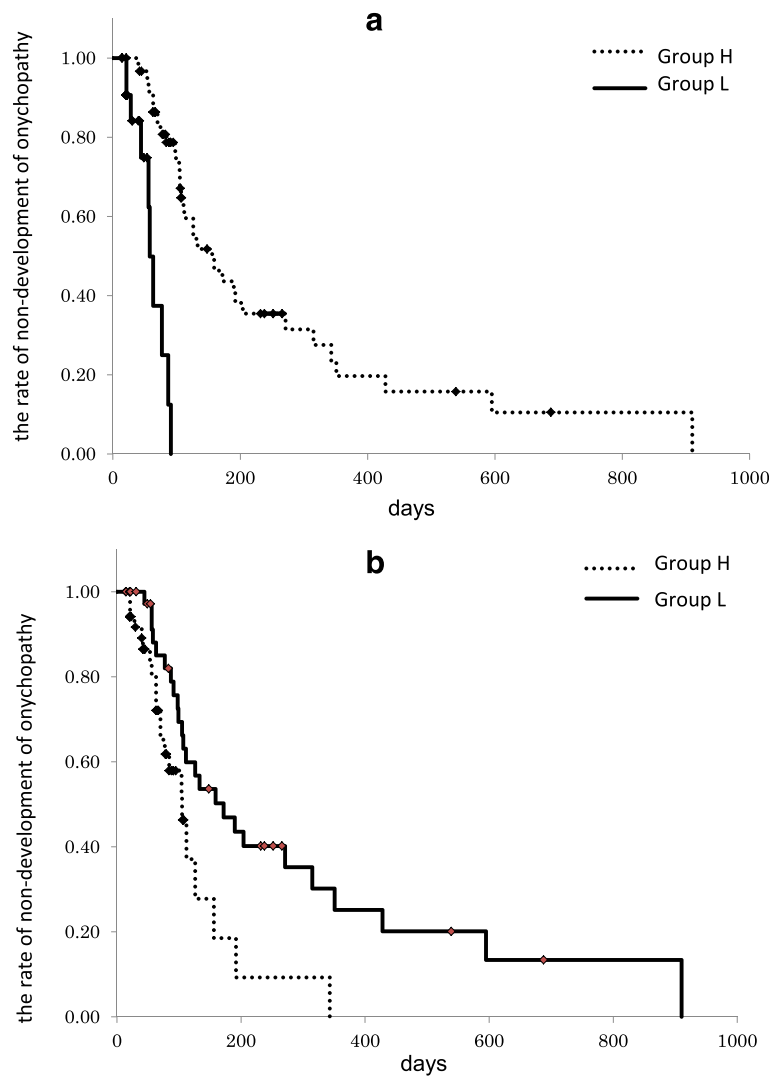 a
Group H
Group L
the rate of non-development of onychopathy
1.00
0.80
0.60
0.40
0.20
0.00
0 200 400 600 800 1000
days
b
Group H
Group L
the rate of non-development of onychopathy
1.00
0.80
0.60
0.40
0.20
0.00
0 200 400 600 800 1000
days